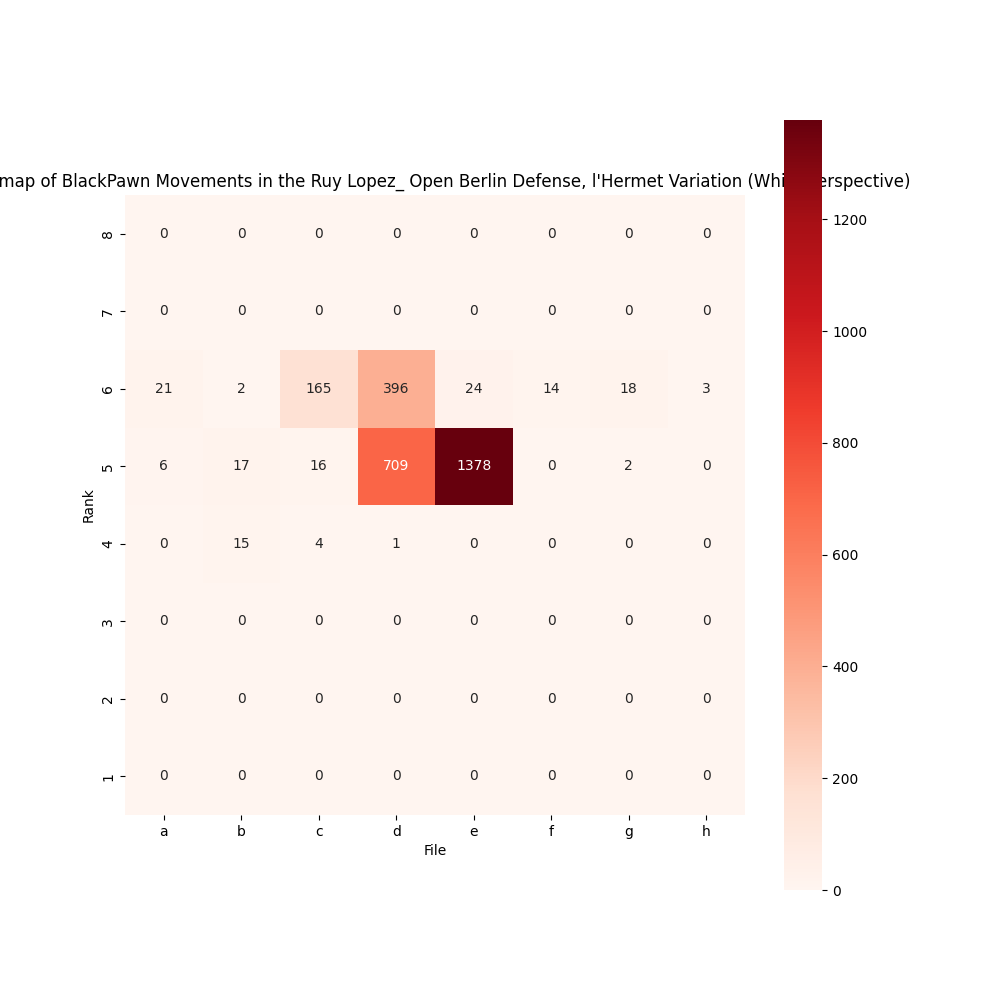 map of BlackPawn Movements in the Ruy Lopez_ Open Berlin Defense, l'Hermet Variation (Whi erspective)
8 0 0 0 0 0 0 0 0
7 0 0 0 0 0 0 0 0
6 21 2 165 396 24 14 18 3
5 6 17 16 709 1378 0 2 0
4 0 15 4 1 0 0 0 0
3 0 0 0 0 0 0 0 0
2 0 0 0 0 0 0 0 0
1 0 0 0 0 0 0 0 0
Rank
a b c d e f g h
File
1200
1000
800
600
400
200
0